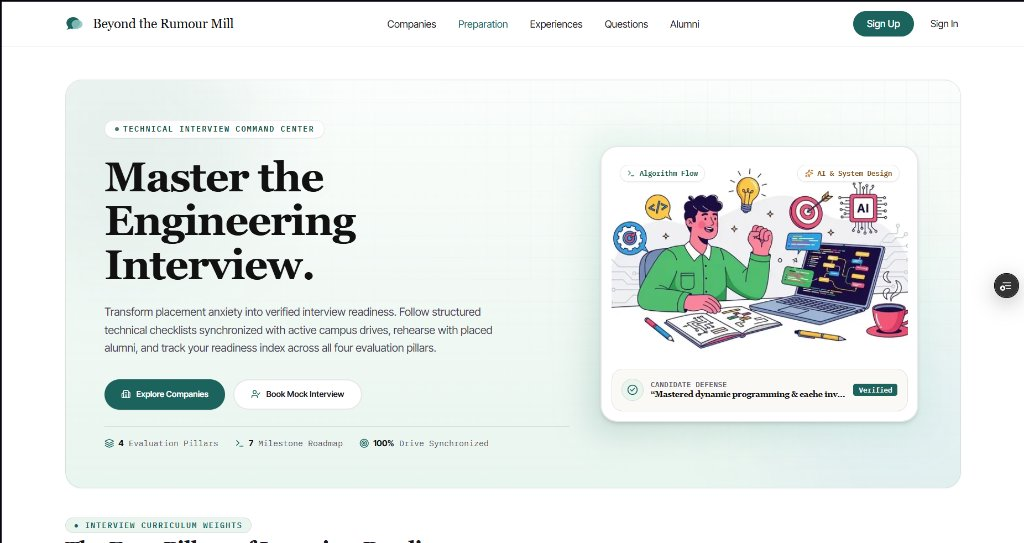 Beyond the Rumour Mill
Companies
Preparation
Experiences
Questions
Alumni
Sign Up
Sign In
TECHNICAL INTERVIEW COMMAND CENTER
Master the
Engineering
Interview.
Transform placement anxiety into verified interview readiness. Follow structured
technical checklists synchronized with active campus drives, rehearse with placed
alumni, and track your readiness index across all four evaluation pillars.
Explore Companies
Book Mock Interview
4 Evaluation Pillars
7 Milestone Roadmap
100% Drive Synchronized
>_ Algorithm Flow
AI & System Design
</>
AI
CANDIDATE DEFENSE
“Mastered dynamic programming & cache inv...
Verified
INTERVIEW CURRICULUM WEIGHTS